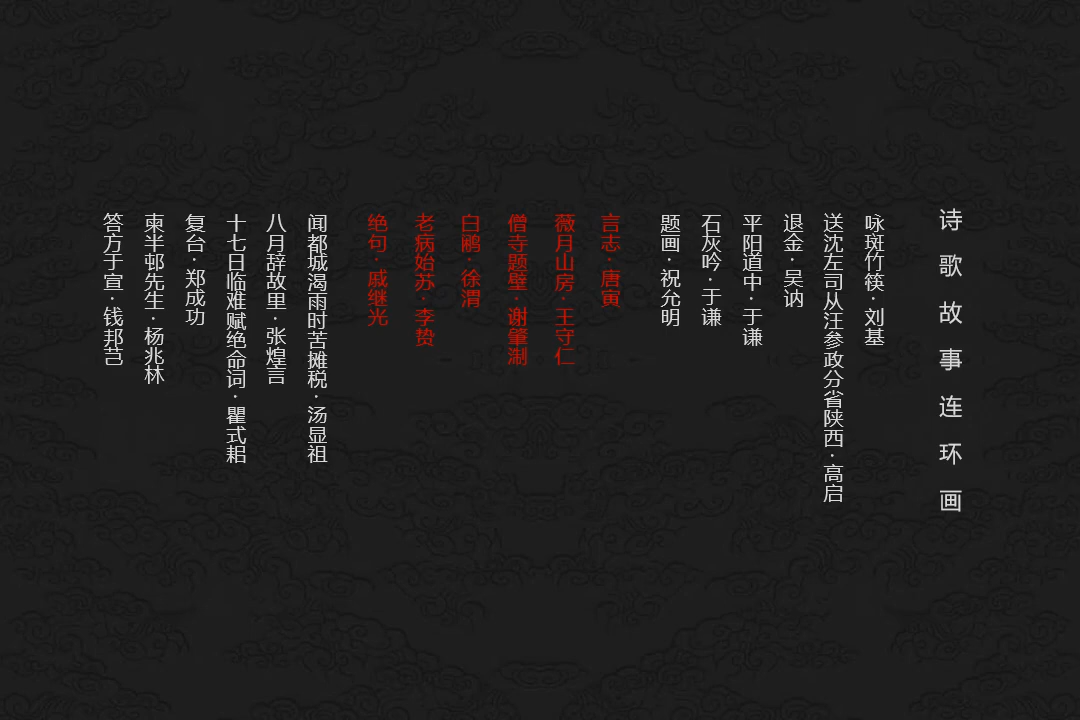 诗歌故事连环画
咏斑竹筷·刘基
送沈左司从汪参政分省陕西·高启
退金·吴讷
平阳道中·于谦
石灰吟·于谦
题画·祝允明
言志·唐寅
薇月山房·王守仁
僧寺题壁·谢肇淛
白鹇·徐渭
老病始苏·李贽
绝句·戚继光
闻都城渴雨时苦摊税·汤显祖
八月辞故里·张煌言
十七日临难赋绝命词·瞿式耜
复台·郑成功
柬半邨先生·杨兆林
答方于宣·钱邦芑